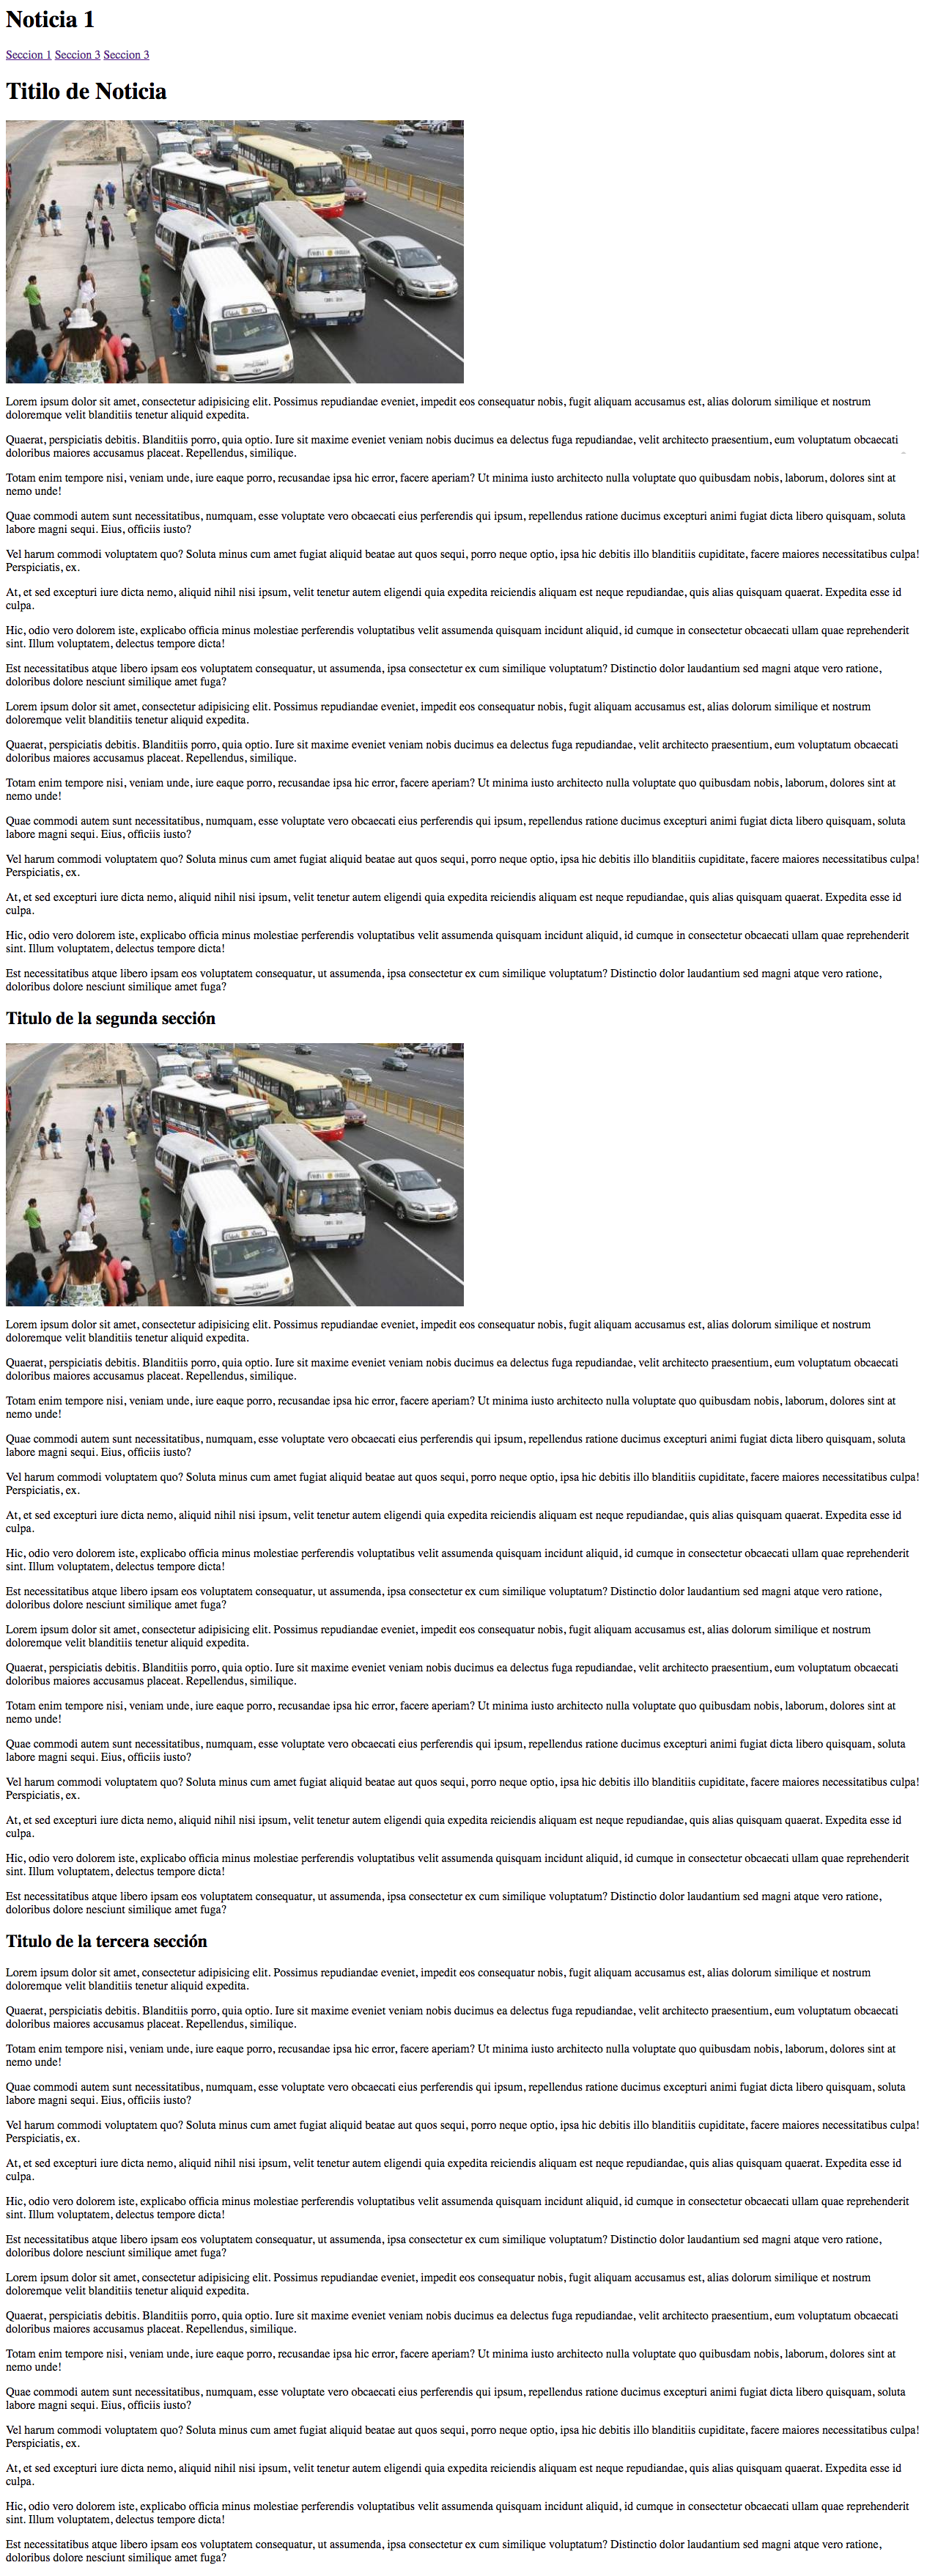 Noticia 1
Seccion 1 Seccion 3 Seccion 3
Titilo de Noticia
Lorem ipsum dolor sit amet, consectetur adipisicing elit. Possimus repudiandae eveniet, impedit eos consequatur nobis, fugit aliquam accusamus est, alias dolorum similique et nostrum
doloremque velit blanditiis tenetur aliquid expedita.
Quaerat, perspiciatis debitis. Blanditiis porro, quia optio. Iure sit maxime eveniet veniam nobis ducimus ea delectus fuga repudiandae, velit architecto praesentium, eum voluptatum obcaecati
doloribus maiores accusamus placeat. Repellendus, similique.
Totam enim tempore nisi, veniam unde, iure eaque porro, recusandae ipsa hic error, facere aperiam? Ut minima iusto architecto nulla voluptate quo quibusdam nobis, laborum, dolores sint at
nemo unde!
Quae commodi autem sunt necessitatibus, numquam, esse voluptate vero obcaecati eius perferendis qui ipsum, repellendus ratione ducimus excepturi animi fugiat dicta libero quisquam, soluta
labore magni sequi. Eius, officiis iusto?
Vel harum commodi voluptatem quo? Soluta minus cum amet fugiat aliquid beatae aut quos sequi, porro neque optio, ipsa hic debitis illo blanditiis cupiditate, facere maiores necessitatibus culpa!
Perspiciatis, ex.
At, et sed excepturi iure dicta nemo, aliquid nihil nisi ipsum, velit tenetur autem eligendi quia expedita reiciendis aliquam est neque repudiandae, quis alias quisquam quaerat. Expedita esse id
culpa.
Hic, odio vero dolorem iste, explicabo officia minus molestiae perferendis voluptatibus velit assumenda quisquam incidunt aliquid, id cumque in consectetur obcaecati ullam quae reprehenderit
sint. Illum voluptatem, delectus tempore dicta!
Est necessitatibus atque libero ipsam eos voluptatem consequatur, ut assumenda, ipsa consectetur ex cum similique voluptatum? Distinctio dolor laudantium sed magni atque vero ratione,
doloribus dolore nesciunt similique amet fuga?
Lorem ipsum dolor sit amet, consectetur adipisicing elit. Possimus repudiandae eveniet, impedit eos consequatur nobis, fugit aliquam accusamus est, alias dolorum similique et nostrum
doloremque velit blanditiis tenetur aliquid expedita.
Quaerat, perspiciatis debitis. Blanditiis porro, quia optio. Iure sit maxime eveniet veniam nobis ducimus ea delectus fuga repudiandae, velit architecto praesentium, eum voluptatum obcaecati
doloribus maiores accusamus placeat. Repellendus, similique.
Totam enim tempore nisi, veniam unde, iure eaque porro, recusandae ipsa hic error, facere aperiam? Ut minima iusto architecto nulla voluptate quo quibusdam nobis, laborum, dolores sint at
nemo unde!
Quae commodi autem sunt necessitatibus, numquam, esse voluptate vero obcaecati eius perferendis qui ipsum, repellendus ratione ducimus excepturi animi fugiat dicta libero quisquam, soluta
labore magni sequi. Eius, officiis iusto?
Vel harum commodi voluptatem quo? Soluta minus cum amet fugiat aliquid beatae aut quos sequi, porro neque optio, ipsa hic debitis illo blanditiis cupiditate, facere maiores necessitatibus culpa!
Perspiciatis, ex.
At, et sed excepturi iure dicta nemo, aliquid nihil nisi ipsum, velit tenetur autem eligendi quia expedita reiciendis aliquam est neque repudiandae, quis alias quisquam quaerat. Expedita esse id
culpa.
Hic, odio vero dolorem iste, explicabo officia minus molestiae perferendis voluptatibus velit assumenda quisquam incidunt aliquid, id cumque in consectetur obcaecati ullam quae reprehenderit
sint. Illum voluptatem, delectus tempore dicta!
Est necessitatibus atque libero ipsam eos voluptatem consequatur, ut assumenda, ipsa consectetur ex cum similique voluptatum? Distinctio dolor laudantium sed magni atque vero ratione,
doloribus dolore nesciunt similique amet fuga?
Titulo de la segunda sección
Lorem ipsum dolor sit amet, consectetur adipisicing elit. Possimus repudiandae eveniet, impedit eos consequatur nobis, fugit aliquam accusamus est, alias dolorum similique et nostrum
doloremque velit blanditiis tenetur aliquid expedita.
Quaerat, perspiciatis debitis. Blanditiis porro, quia optio. Iure sit maxime eveniet veniam nobis ducimus ea delectus fuga repudiandae, velit architecto praesentium, eum voluptatum obcaecati
doloribus maiores accusamus placeat. Repellendus, similique.
Totam enim tempore nisi, veniam unde, iure eaque porro, recusandae ipsa hic error, facere aperiam? Ut minima iusto architecto nulla voluptate quo quibusdam nobis, laborum, dolores sint at
nemo unde!
Quae commodi autem sunt necessitatibus, numquam, esse voluptate vero obcaecati eius perferendis qui ipsum, repellendus ratione ducimus excepturi animi fugiat dicta libero quisquam, soluta
labore magni sequi. Eius, officiis iusto?
Vel harum commodi voluptatem quo? Soluta minus cum amet fugiat aliquid beatae aut quos sequi, porro neque optio, ipsa hic debitis illo blanditiis cupiditate, facere maiores necessitatibus culpa!
Perspiciatis, ex.
At, et sed excepturi iure dicta nemo, aliquid nihil nisi ipsum, velit tenetur autem eligendi quia expedita reiciendis aliquam est neque repudiandae, quis alias quisquam quaerat. Expedita esse id
culpa.
Hic, odio vero dolorem iste, explicabo officia minus molestiae perferendis voluptatibus velit assumenda quisquam incidunt aliquid, id cumque in consectetur obcaecati ullam quae reprehenderit
sint. Illum voluptatem, delectus tempore dicta!
Est necessitatibus atque libero ipsam eos voluptatem consequatur, ut assumenda, ipsa consectetur ex cum similique voluptatum? Distinctio dolor laudantium sed magni atque vero ratione,
doloribus dolore nesciunt similique amet fuga?
Lorem ipsum dolor sit amet, consectetur adipisicing elit. Possimus repudiandae eveniet, impedit eos consequatur nobis, fugit aliquam accusamus est, alias dolorum similique et nostrum
doloremque velit blanditiis tenetur aliquid expedita.
Quaerat, perspiciatis debitis. Blanditiis porro, quia optio. Iure sit maxime eveniet veniam nobis ducimus ea delectus fuga repudiandae, velit architecto praesentium, eum voluptatum obcaecati
doloribus maiores accusamus placeat. Repellendus, similique.
Totam enim tempore nisi, veniam unde, iure eaque porro, recusandae ipsa hic error, facere aperiam? Ut minima iusto architecto nulla voluptate quo quibusdam nobis, laborum, dolores sint at
nemo unde!
Quae commodi autem sunt necessitatibus, numquam, esse voluptate vero obcaecati eius perferendis qui ipsum, repellendus ratione ducimus excepturi animi fugiat dicta libero quisquam, soluta
labore magni sequi. Eius, officiis iusto?
Vel harum commodi voluptatem quo? Soluta minus cum amet fugiat aliquid beatae aut quos sequi, porro neque optio, ipsa hic debitis illo blanditiis cupiditate, facere maiores necessitatibus culpa!
Perspiciatis, ex.
At, et sed excepturi iure dicta nemo, aliquid nihil nisi ipsum, velit tenetur autem eligendi quia expedita reiciendis aliquam est neque repudiandae, quis alias quisquam quaerat. Expedita esse id
culpa.
Hic, odio vero dolorem iste, explicabo officia minus molestiae perferendis voluptatibus velit assumenda quisquam incidunt aliquid, id cumque in consectetur obcaecati ullam quae reprehenderit
sint. Illum voluptatem, delectus tempore dicta!
Est necessitatibus atque libero ipsam eos voluptatem consequatur, ut assumenda, ipsa consectetur ex cum similique voluptatum? Distinctio dolor laudantium sed magni atque vero ratione,
doloribus dolore nesciunt similique amet fuga?
Titulo de la tercera sección
Lorem ipsum dolor sit amet, consectetur adipisicing elit. Possimus repudiandae eveniet, impedit eos consequatur nobis, fugit aliquam accusamus est, alias dolorum similique et nostrum
doloremque velit blanditiis tenetur aliquid expedita.
Quaerat, perspiciatis debitis. Blanditiis porro, quia optio. Iure sit maxime eveniet veniam nobis ducimus ea delectus fuga repudiandae, velit architecto praesentium, eum voluptatum obcaecati
doloribus maiores accusamus placeat. Repellendus, similique.
Totam enim tempore nisi, veniam unde, iure eaque porro, recusandae ipsa hic error, facere aperiam? Ut minima iusto architecto nulla voluptate quo quibusdam nobis, laborum, dolores sint at
nemo unde!
Quae commodi autem sunt necessitatibus, numquam, esse voluptate vero obcaecati eius perferendis qui ipsum, repellendus ratione ducimus excepturi animi fugiat dicta libero quisquam, soluta
labore magni sequi. Eius, officiis iusto?
Vel harum commodi voluptatem quo? Soluta minus cum amet fugiat aliquid beatae aut quos sequi, porro neque optio, ipsa hic debitis illo blanditiis cupiditate, facere maiores necessitatibus culpa!
Perspiciatis, ex.
At, et sed excepturi iure dicta nemo, aliquid nihil nisi ipsum, velit tenetur autem eligendi quia expedita reiciendis aliquam est neque repudiandae, quis alias quisquam quaerat. Expedita esse id
culpa.
Hic, odio vero dolorem iste, explicabo officia minus molestiae perferendis voluptatibus velit assumenda quisquam incidunt aliquid, id cumque in consectetur obcaecati ullam quae reprehenderit
sint. Illum voluptatem, delectus tempore dicta!
Est necessitatibus atque libero ipsam eos voluptatem consequatur, ut assumenda, ipsa consectetur ex cum similique voluptatum? Distinctio dolor laudantium sed magni atque vero ratione,
doloribus dolore nesciunt similique amet fuga?
Lorem ipsum dolor sit amet, consectetur adipisicing elit. Possimus repudiandae eveniet, impedit eos consequatur nobis, fugit aliquam accusamus est, alias dolorum similique et nostrum
doloremque velit blanditiis tenetur aliquid expedita.
Quaerat, perspiciatis debitis. Blanditiis porro, quia optio. Iure sit maxime eveniet veniam nobis ducimus ea delectus fuga repudiandae, velit architecto praesentium, eum voluptatum obcaecati
doloribus maiores accusamus placeat. Repellendus, similique.
Totam enim tempore nisi, veniam unde, iure eaque porro, recusandae ipsa hic error, facere aperiam? Ut minima iusto architecto nulla voluptate quo quibusdam nobis, laborum, dolores sint at
nemo unde!
Quae commodi autem sunt necessitatibus, numquam, esse voluptate vero obcaecati eius perferendis qui ipsum, repellendus ratione ducimus excepturi animi fugiat dicta libero quisquam, soluta
labore magni sequi. Eius, officiis iusto?
Vel harum commodi voluptatem quo? Soluta minus cum amet fugiat aliquid beatae aut quos sequi, porro neque optio, ipsa hic debitis illo blanditiis cupiditate, facere maiores necessitatibus culpa!
Perspiciatis, ex.
At, et sed excepturi iure dicta nemo, aliquid nihil nisi ipsum, velit tenetur autem eligendi quia expedita reiciendis aliquam est neque repudiandae, quis alias quisquam quaerat. Expedita esse id
culpa.
Hic, odio vero dolorem iste, explicabo officia minus molestiae perferendis voluptatibus velit assumenda quisquam incidunt aliquid, id cumque in consectetur obcaecati ullam quae reprehenderit
sint. Illum voluptatem, delectus tempore dicta!
Est necessitatibus atque libero ipsam eos voluptatem consequatur, ut assumenda, ipsa consectetur ex cum similique voluptatum? Distinctio dolor laudantium sed magni atque vero ratione,
doloribus dolore nesciunt similique amet fuga?